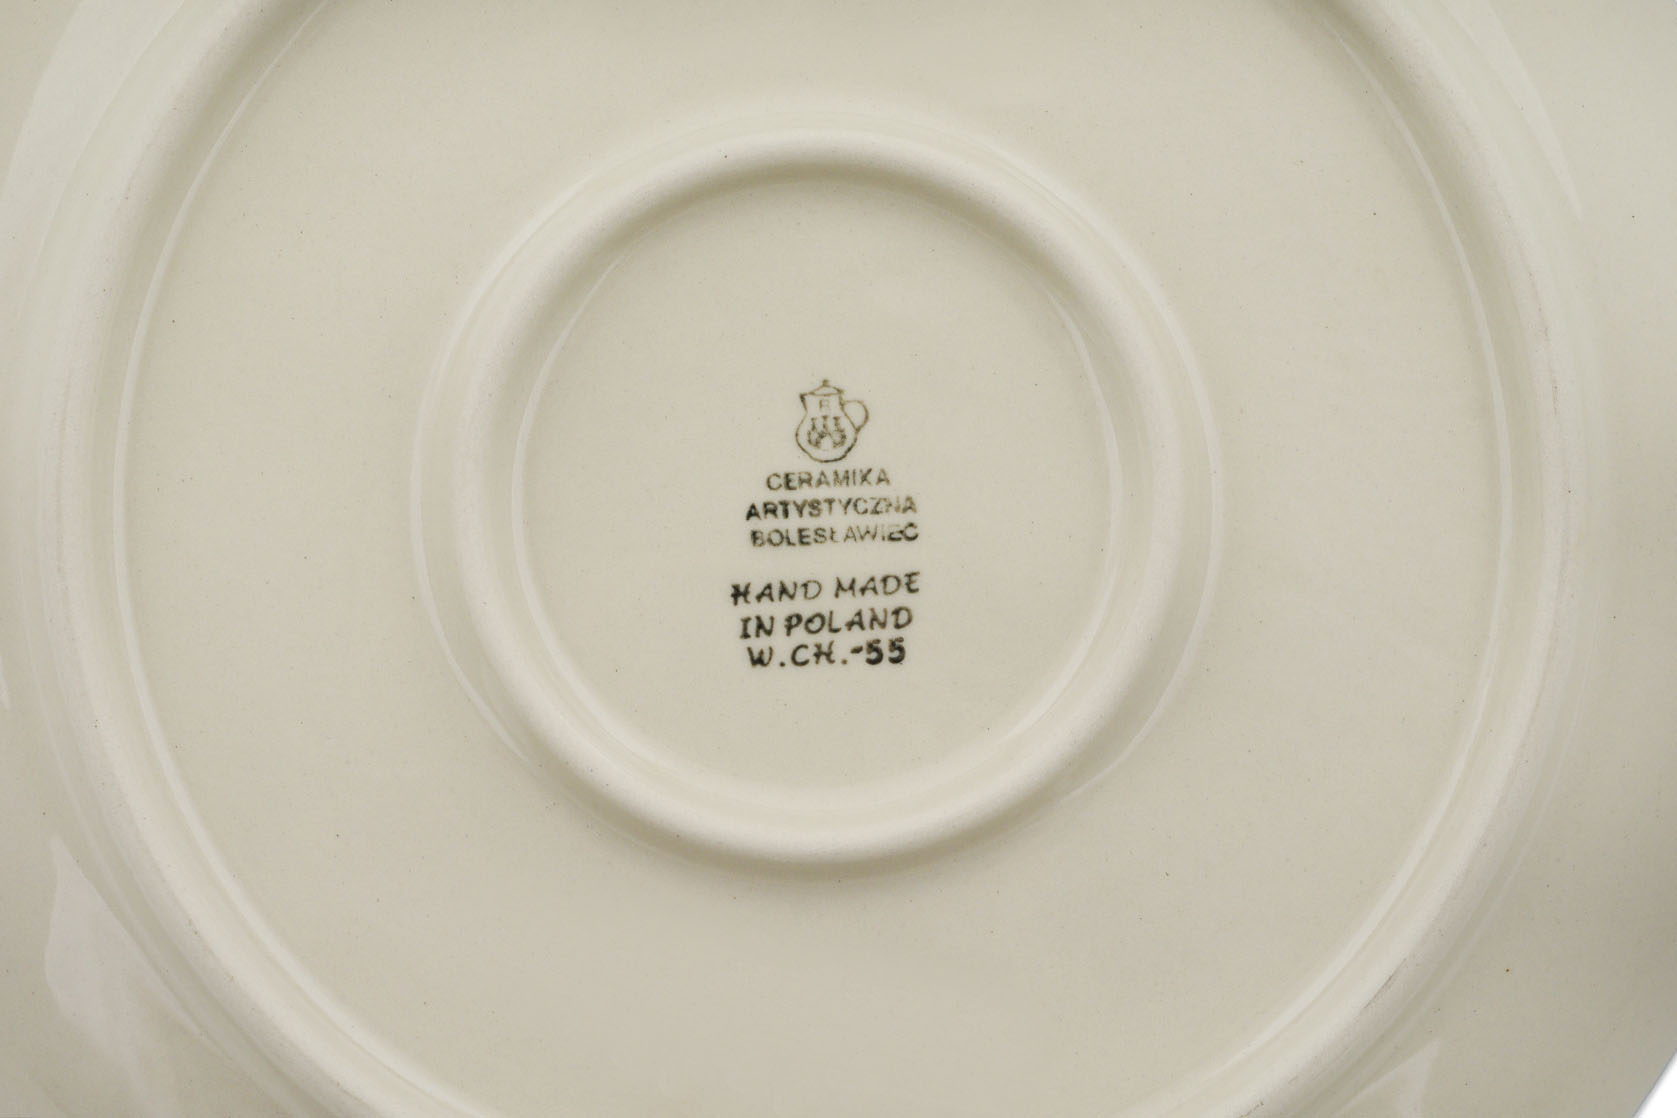 CERAMIKA
ARTYSTYCZNA
BOLESŁAWIEC
HAND MADE
IN POLAND
W.CH.-55